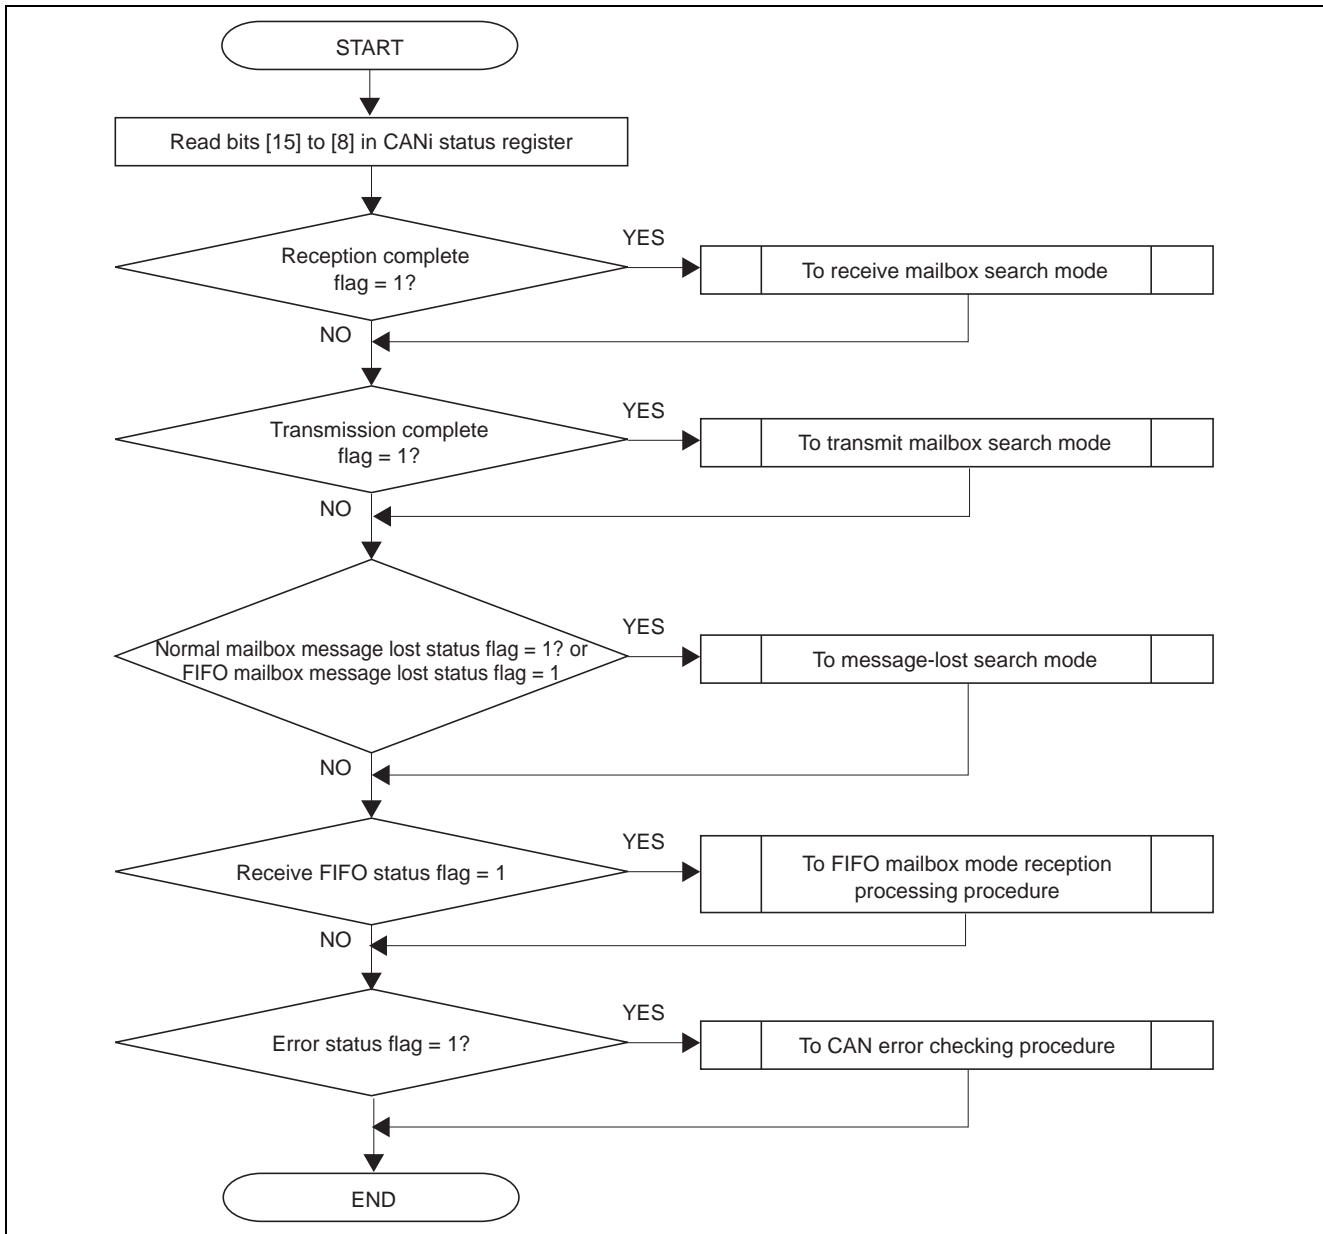 START
Read bits [15] to [8] in CANi status register
Reception complete
flag = 1?
YES
To receive mailbox search mode
NO
Transmission complete
flag = 1?
YES
To transmit mailbox search mode
NO
Normal mailbox message lost status flag = 1? or
FIFO mailbox message lost status flag = 1
YES
To message-lost search mode
NO
Receive FIFO status flag = 1
YES
To FIFO mailbox mode reception
processing procedure
NO
Error status flag = 1?
YES
To CAN error checking procedure
END